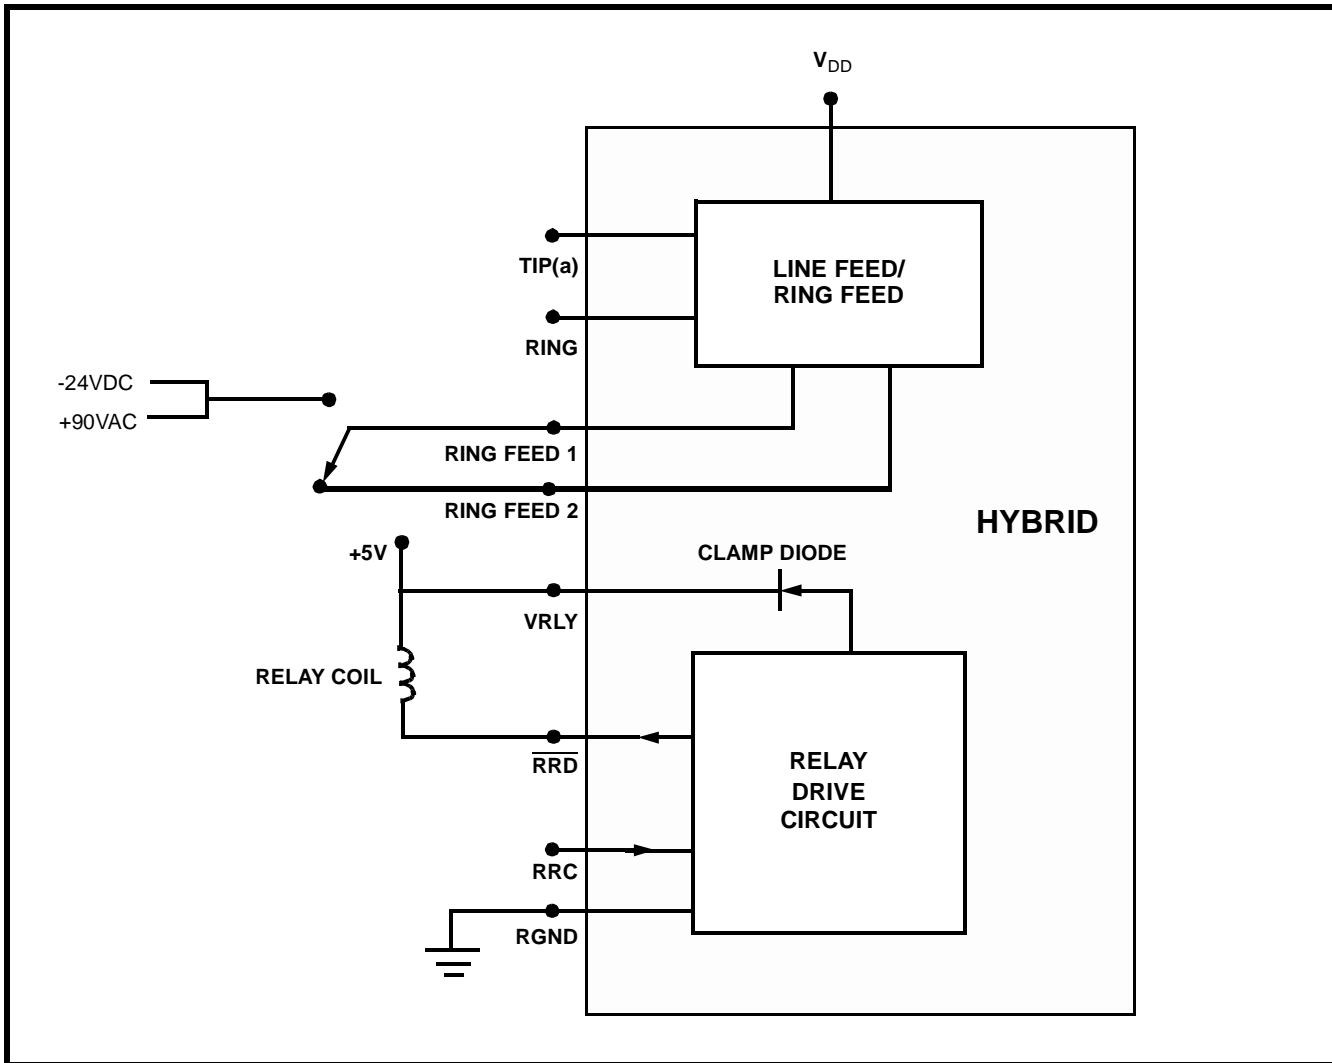 VDD
TIP(a)
LINE FEED/
RING FEED
RING
-24VDC
+90VAC
RING FEED 1
RING FEED 2
HYBRID
+5V
CLAMP DIODE
VRLY
RELAY COIL
RRD
RELAY
DRIVE
CIRCUIT
RRC
RGND